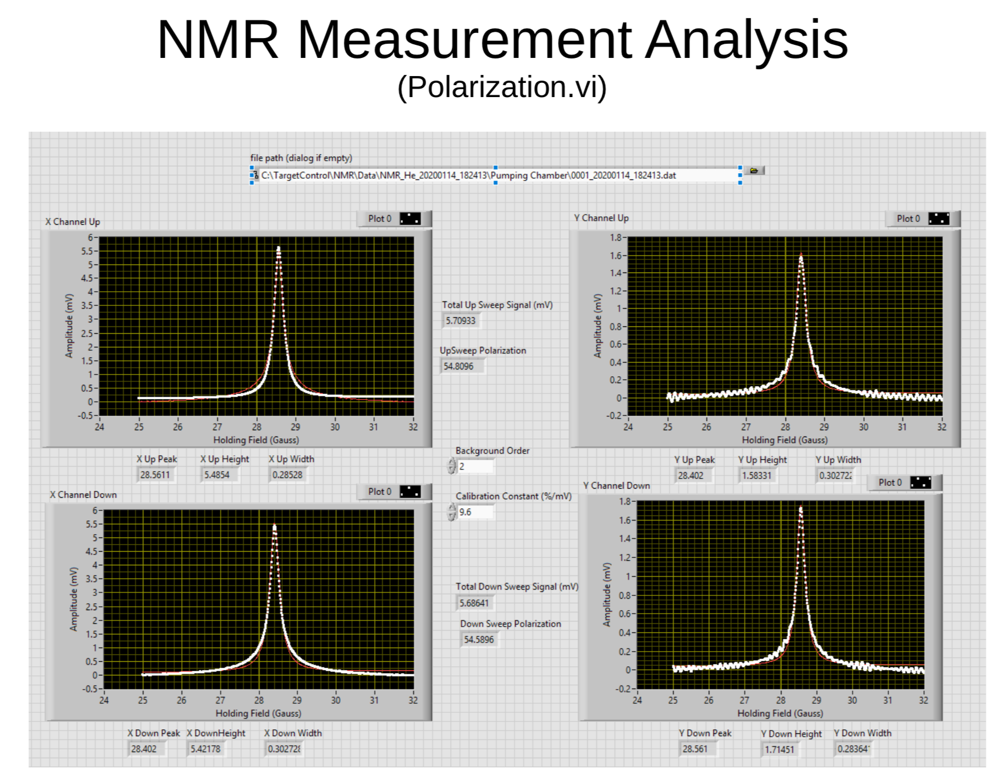 NMR Measurement Analysis
(Polarization.vi)
file path (dialog if empty)
C:\TargetControl\NMR\Data\NMR_He_20200114_182413\Pumping Chamber\0001_20200114_182413.dat
X Channel Up
Plot 0
6
5.5
5
4.5
4
3.5
3
2.5
2
1.5
1
0.5
0
-0.5
Amplitude (mV)
24 25 26 27 28 29 30 31 32
Holding Field (Gauss)
X Up Peak X Up Height X Up Width
28.5611 5.4854 0.28528
Total Up Sweep Signal (mV)
5.70933
UpSweep Polarization
54.8096
Y Channel Up
Plot 0
1.8
1.6
1.4
1.2
1
0.8
0.6
0.4
0.2
0
-0.2
Amplitude (mV)
24 25 26 27 28 29 30 31 32
Holding Field (Gauss)
Y Up Peak Y Up Height Y Up Width
28.402 1.58331 0.302722
Background Order
2
Calibration Constant (%/mV)
9.6
X Channel Down
Plot 0
6
5.5
5
4.5
4
3.5
3
2.5
2
1.5
1
0.5
0
-0.5
Amplitude (mV)
24 25 26 27 28 29 30 31 32
Holding Field (Gauss)
X Down Peak X DownHeight X Down Width
28.402 5.42178 0.302728
Total Down Sweep Signal (mV)
5.68641
Down Sweep Polarization
54.5896
Y Channel Down
Plot 0
1.8
1.6
1.4
1.2
1
0.8
0.6
0.4
0.2
0
-0.2
Amplitude (mV)
24 25 26 27 28 29 30 31 32
Holding Field (Gauss)
Y Down Peak Y Down Height Y Down Width
28.561 1.71451 0.28364